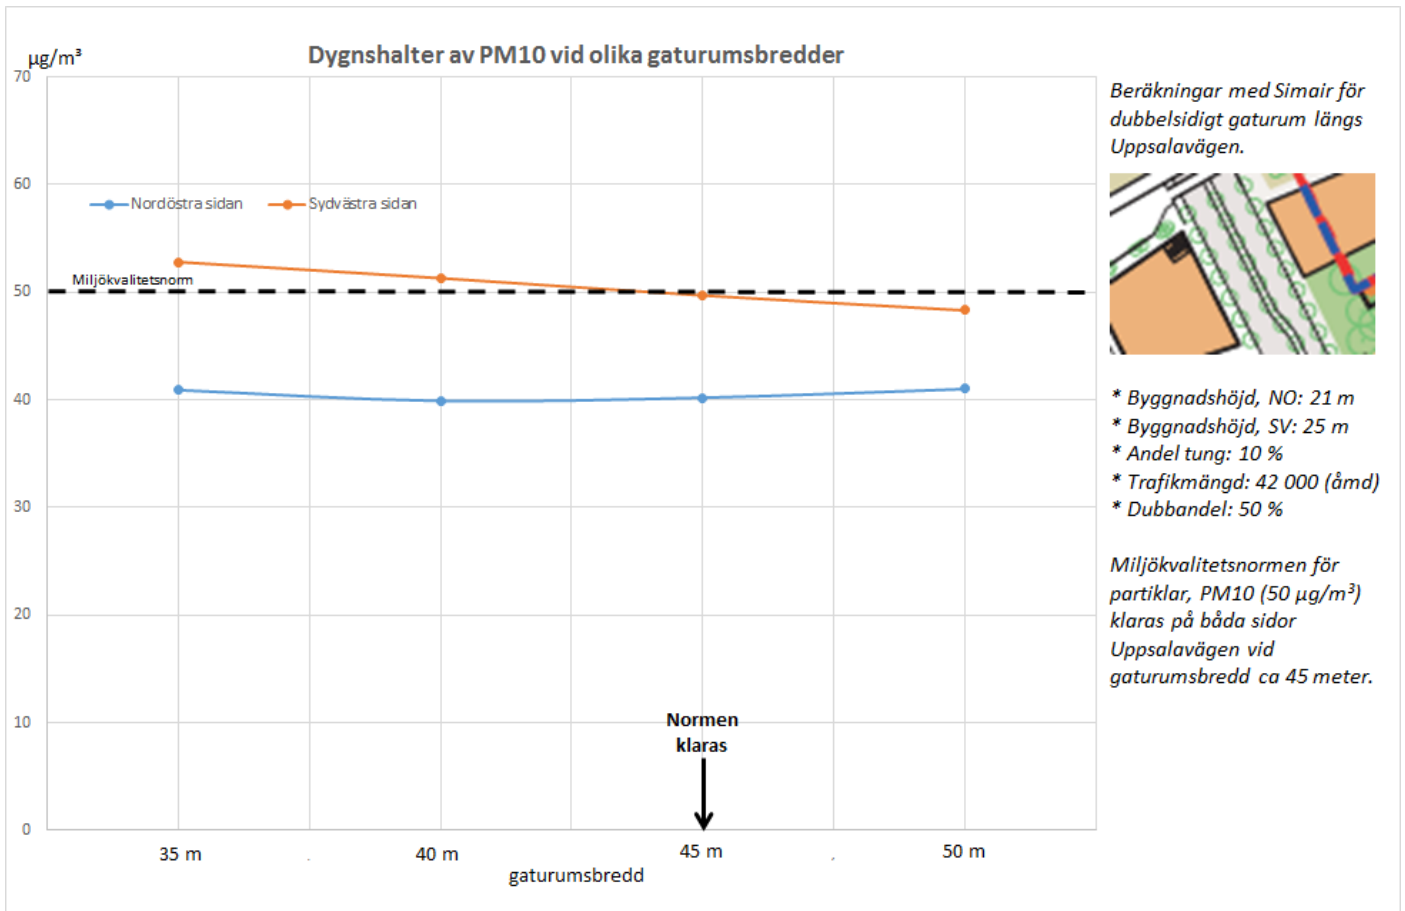 Dygnshalter av PM10 vid olika gaturumsbredder
µg/m³
70
60
50
40
30
20
10
0
Nordöstra sidan
Sydvästra sidan
Miljökvalitetsnorm
Normen
klaras
35 m
40 m
45 m
50 m
gaturumsbredd
Beräkningar med Simair för
dubbelsidigt gaturum längs
Uppsalavägen.
* Byggnadshöjd, NO: 21 m
* Byggnadshöjd, SV: 25 m
* Andel tung: 10 %
* Trafikmängd: 42 000 (åmd)
* Dubbandel: 50 %
Miljökvalitetsnormen för
partiklar, PM10 (50 µg/m³)
klaras på båda sidor
Uppsalavägen vid
gaturumsbredd ca 45 meter.